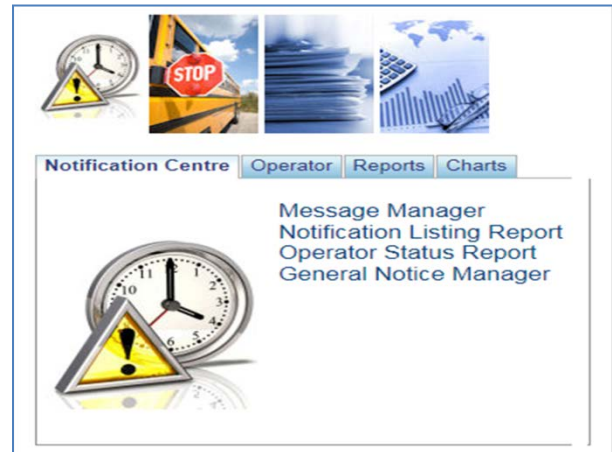 STOP
Notification Centre Operator Reports Charts
Message Manager
Notification Listing Report
Operator Status Report
General Notice Manager